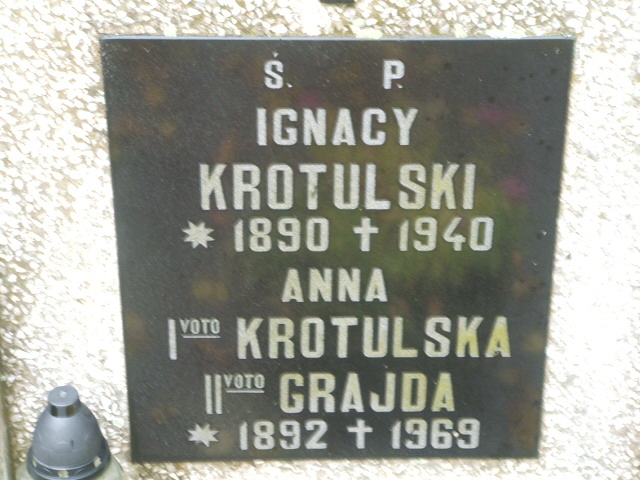 Ś. P.
IGNACY
KROTULSKI
* 1890 † 1940
ANNA
I VOTO KROTULSKA
II VOTO GRAJDA
* 1892 † 1969